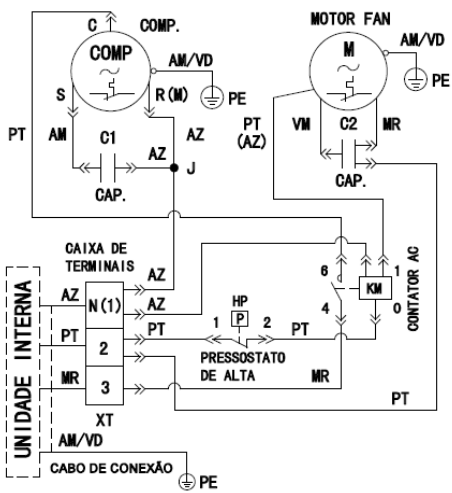 C COMP. MOTOR FAN
COMP
AM/VD
PE
M
AM/VD
PE
S R(M)
PT AM C1 AZ
AZ J
CAP.
PT
(AZ)
VM C2 MR
CAP.
CAIXA DE
TERMINAIS
AZ
AZ
N(1)
AZ
PT
2
PT
MR
3
MR
XT
UNIDADE INTERNA
AM/VD
CABO DE CONEXÃO
PE
HP
P
1 2 PT
PRESSOSTATO
DE ALTA
6 1
KM
4 0
CONTATOR AC
PT